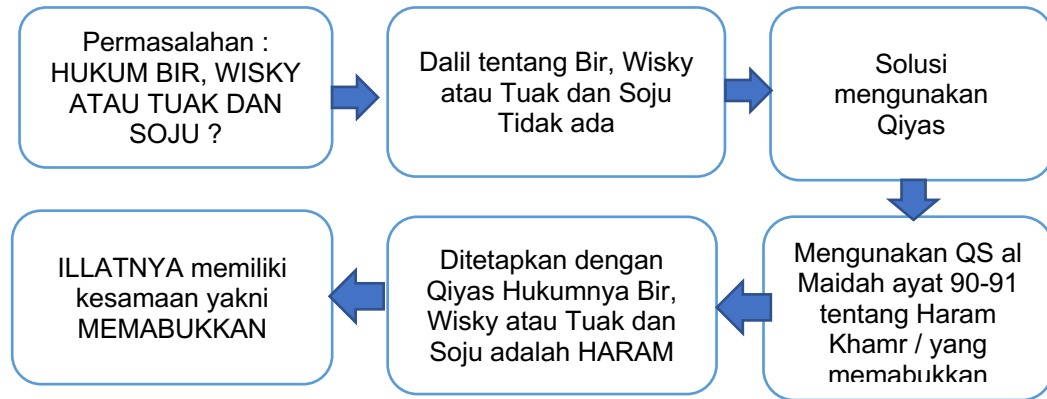 Permasalahan :
HUKUM BIR, WISKY
ATAU TUAK DAN
SOJU ?
Dalil tentang Bir, Wisky
atau Tuak dan Soju
Tidak ada
Solusi
mengunakan
Qiyas
Mengunakan QS al
Maidah ayat 90-91
tentang Haram
Khamr / yang
memabukkan
Ditetapkan dengan
Qiyas Hukumnya Bir,
Wisky atau Tuak dan
Soju adalah HARAM
ILLATNYA memiliki
kesamaan yakni
MEMABUKKAN